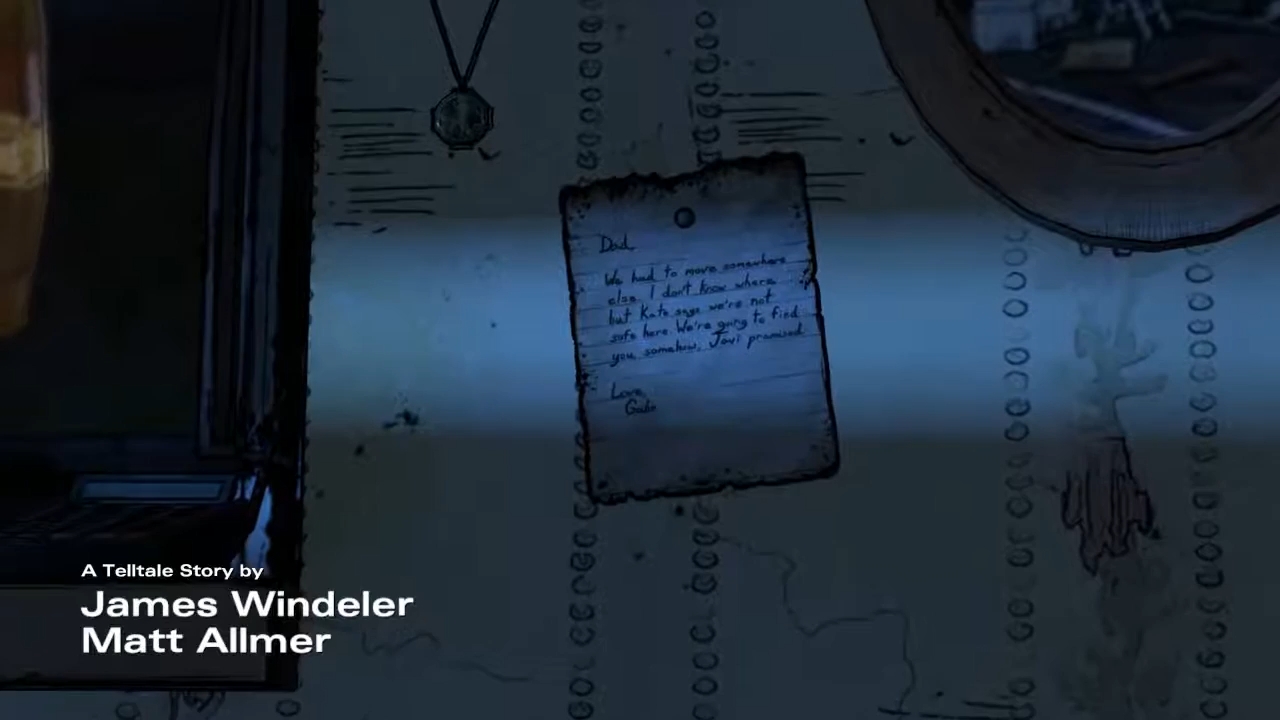 Dad,
We had to move somewhere
else. I don't know where
but Kate says we're not
safe here. We're going to find
you, somehow, Javi promised.
Love,
Gabe
A Telltale Story by
James Windeler
Matt Allmer